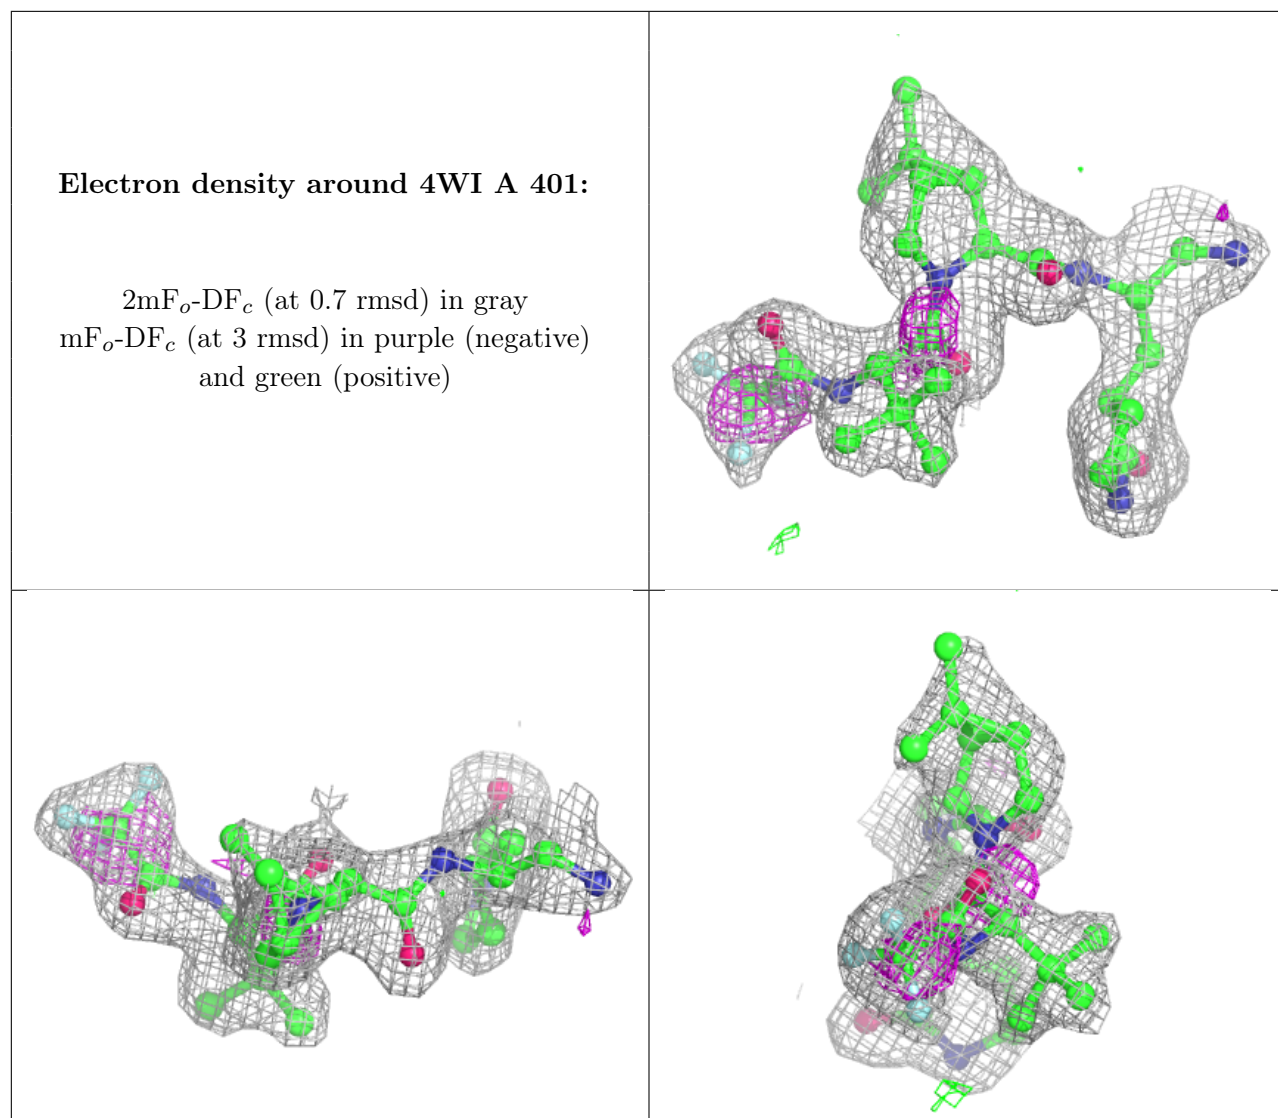 Electron density around 4WI A 401:
2mFo-DFc (at 0.7 rmsd) in gray
mFo-DFc (at 3 rmsd) in purple (negative)
and green (positive)